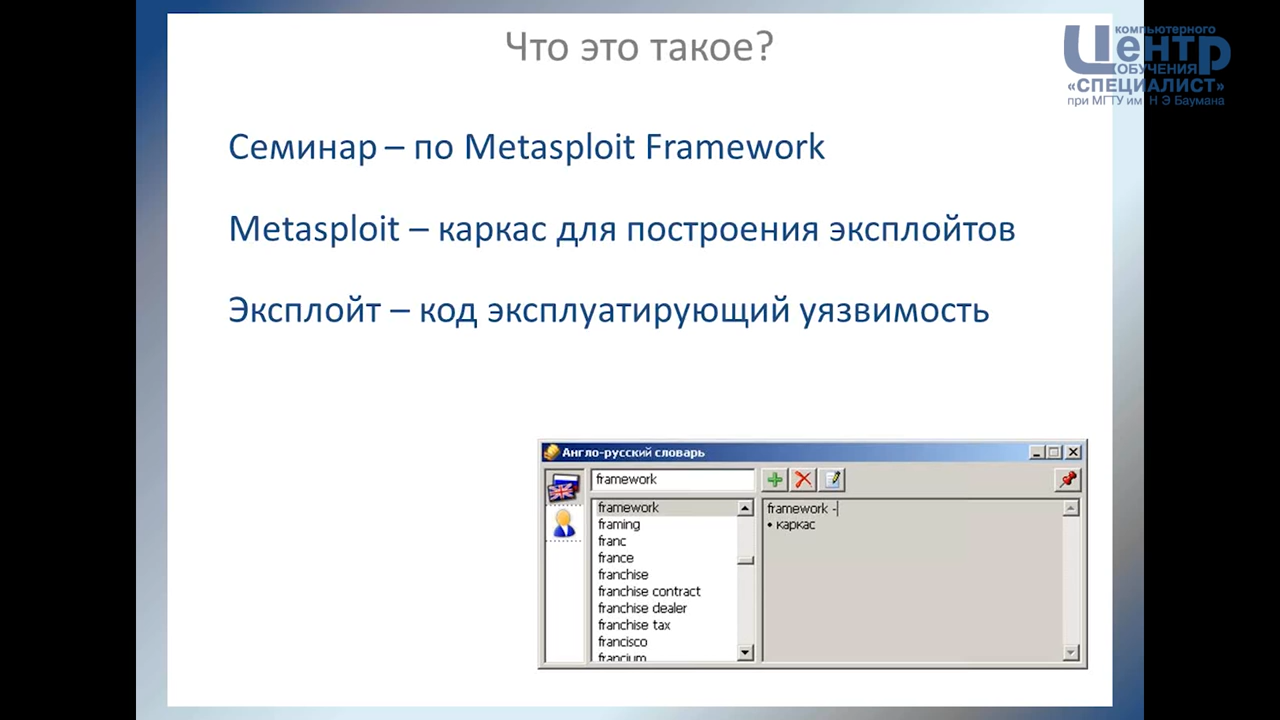 Что это такое?
компьютерного
Центр
ОБУЧЕНИЯ
«СПЕЦИАЛИСТ»
при МГТУ им Н Э Баумана
Семинар – по Metasploit Framework
Metasploit – каркас для построения эксплойтов
Эксплойт – код эксплуатирующий уязвимость
Англо-русский словарь
framework
framework
framing
franc
france
franchise
franchise contract
franchise dealer
franchise tax
francisco
francium
framework -
• каркас